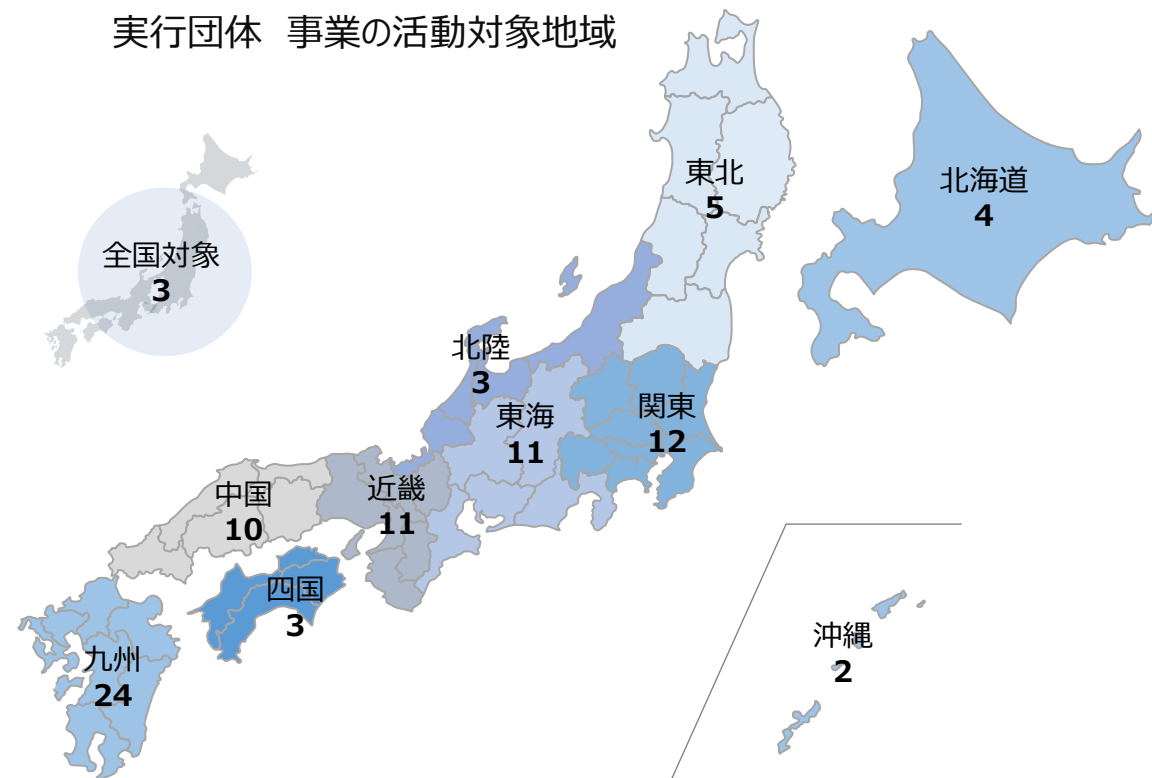 実行団体 事業の活動対象地域
東北
5
北海道
4
全国対象
3
北陸
3
東海
11
関東
12
中国
10
近畿
11
四国
3
九州
24
沖縄
2